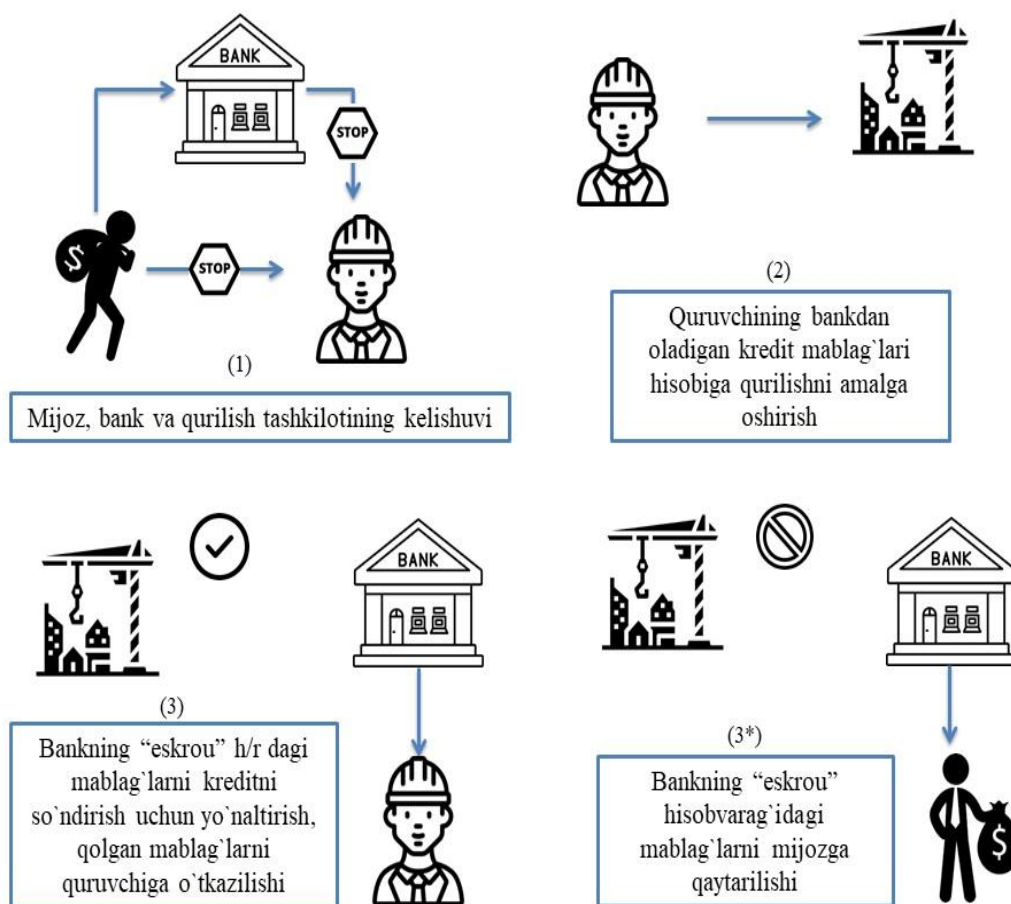 BANK
STOP
$
STOP
(1)
Mijoz, bank va qurilish tashkilotining kelishuvi
(2)
Quruvchining bankdan
oladigan kredit mablag`lari
hisobiga qurilishni amalga
oshirish
BANK
(3)
Bankning “eskrou” h/r dagi
mablag`larni kreditni
so`ndirish uchun yo`naltirish,
qolgan mablag`larni
quruvchiga o`tkazilishi
BANK
(3*)
Bankning “eskrou”
hisobvarag`idagi
mablag`larni mijozga
qaytarilishi
$